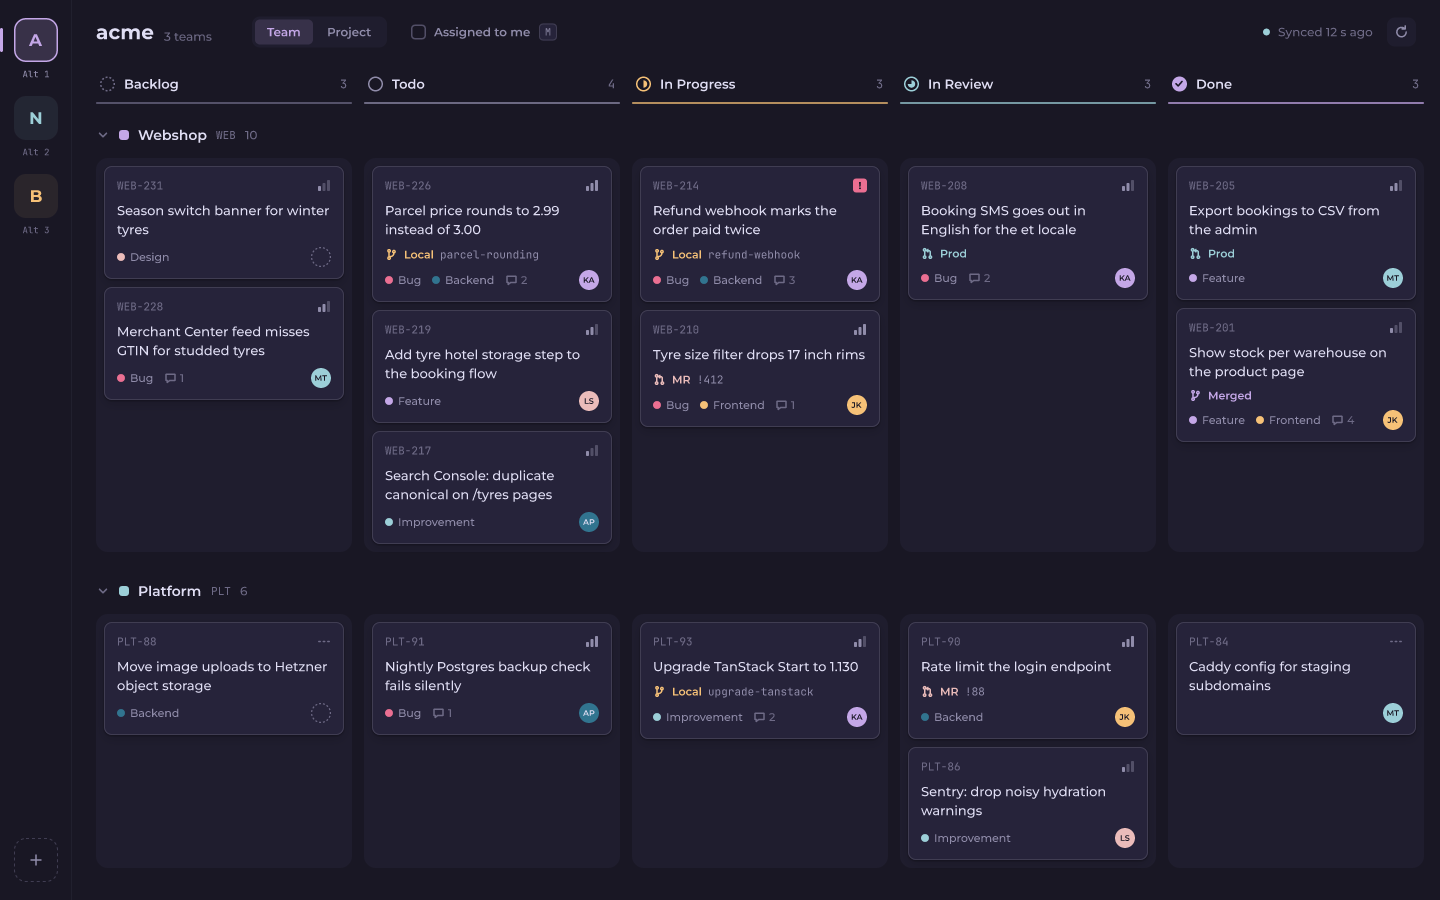 A
Alt 1
N
Alt 2
B
Alt 3
acme 3 teams
Team Project
Assigned to me M
Synced 12 s ago
Backlog 3
Todo 4
In Progress 3
In Review 3
Done 3
Webshop WEB 10
WEB-231
Season switch banner for winter
tyres
Design
WEB-228
Merchant Center feed misses
GTIN for studded tyres
Bug 1 MT
WEB-226
Parcel price rounds to 2.99
instead of 3.00
Local parcel-rounding
Bug Backend 2 KA
WEB-219
Add tyre hotel storage step to
the booking flow
Feature LS
WEB-217
Search Console: duplicate
canonical on /tyres pages
Improvement AP
WEB-214 !
Refund webhook marks the
order paid twice
Local refund-webhook
Bug Backend 3 KA
WEB-210
Tyre size filter drops 17 inch rims
MR !412
Bug Frontend 1 JK
WEB-208
Booking SMS goes out in
English for the et locale
Prod
Bug 2 KA
WEB-205
Export bookings to CSV from
the admin
Prod
Feature MT
WEB-201
Show stock per warehouse on
the product page
Merged
Feature Frontend 4 JK
Platform PLT 6
PLT-88
Move image uploads to Hetzner
object storage
Backend
PLT-91
Nightly Postgres backup check
fails silently
Bug 1 AP
PLT-93
Upgrade TanStack Start to 1.130
Local upgrade-tanstack
Improvement 2 KA
PLT-90
Rate limit the login endpoint
MR !88
Backend JK
PLT-86
Sentry: drop noisy hydration
warnings
Improvement LS
PLT-84
Caddy config for staging
subdomains
MT